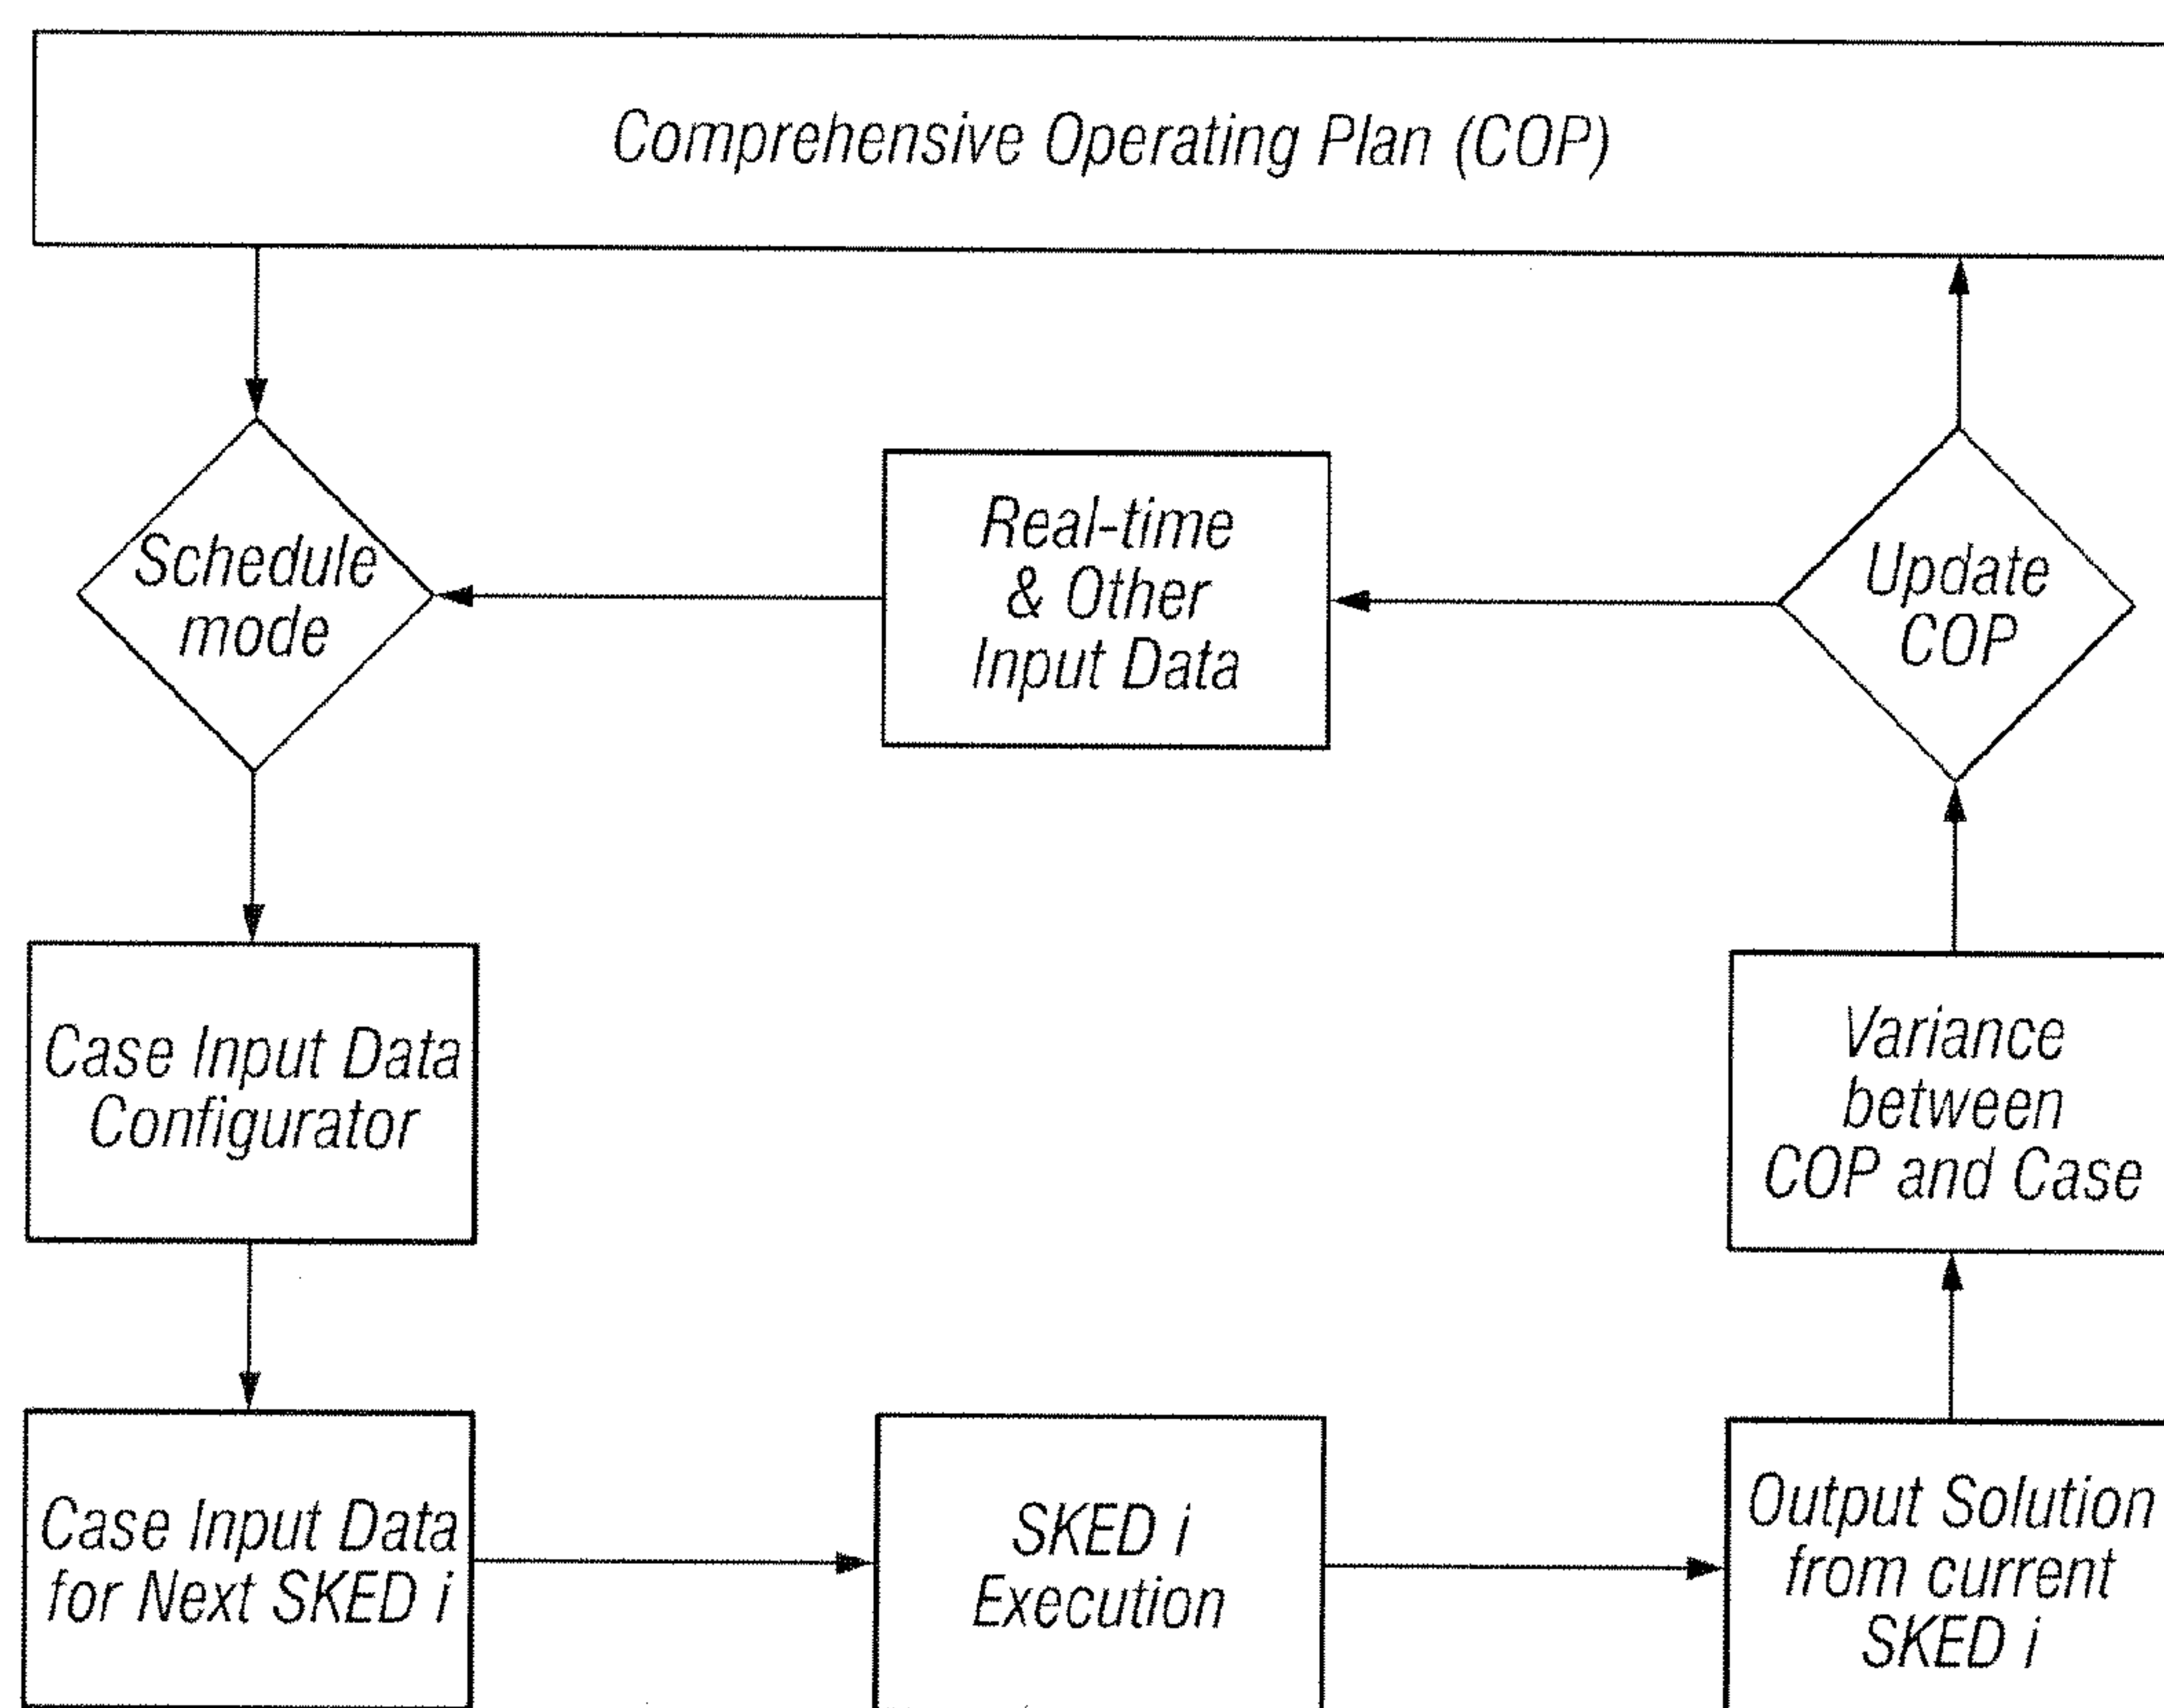 Comprehensive Operating Plan (COP)
Schedule
mode
Real-time
& Other
Input Data
Update
COP
Case Input Data
Configurator
Variance
between
COP and Case
Case Input Data
for Next SKED i
SKED i
Execution
Output Solution
from current
SKED i